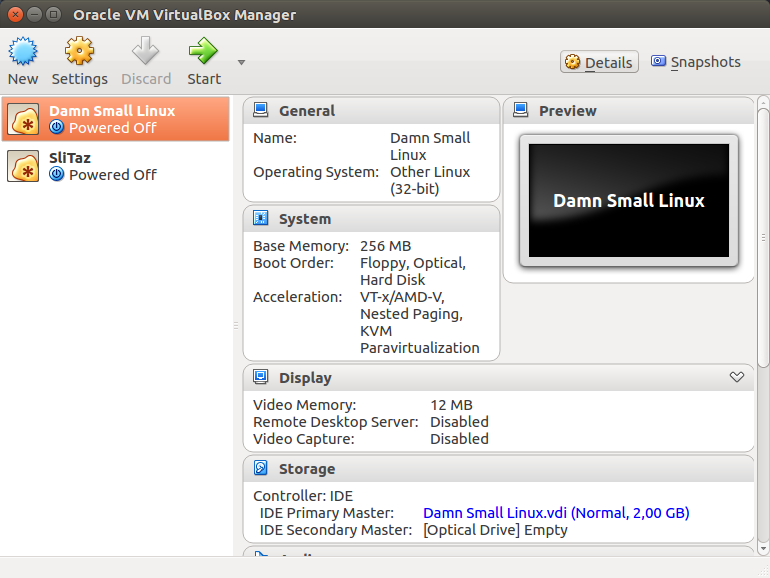 Oracle VM VirtualBox Manager
New Settings Discard Start Details Snapshots
Damn Small Linux
Powered Off
SliTaz
Powered Off
General
Name: Damn Small
Linux
Operating System: Other Linux
(32-bit)
Preview
Damn Small Linux
System
Base Memory: 256 MB
Boot Order: Floppy, Optical,
Hard Disk
Acceleration: VT-x/AMD-V,
Nested Paging,
KVM
Paravirtualization
Display
Video Memory: 12 MB
Remote Desktop Server: Disabled
Video Capture: Disabled
Storage
Controller: IDE
IDE Primary Master: Damn Small Linux.vdi (Normal, 2,00 GB)
IDE Secondary Master: [Optical Drive] Empty